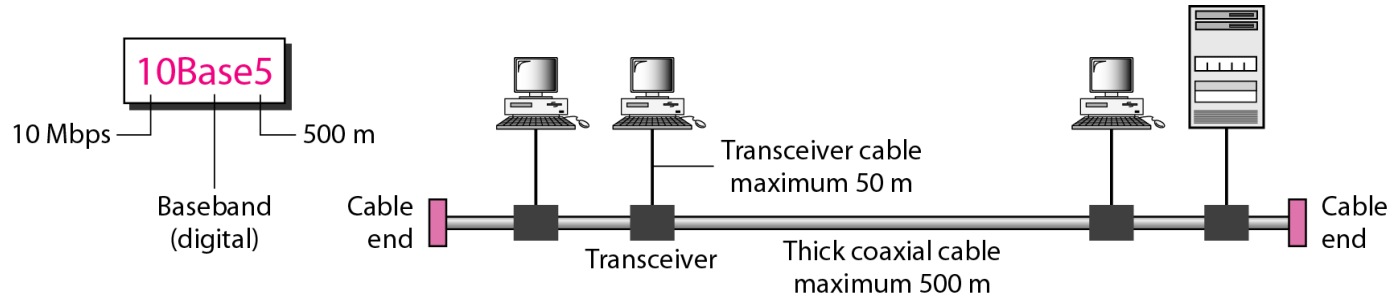 10Base5
10 Mbps
500 m
Baseband
(digital)
Transceiver cable
maximum 50 m
Cable
end
Transceiver
Thick coaxial cable
maximum 500 m
Cable
end